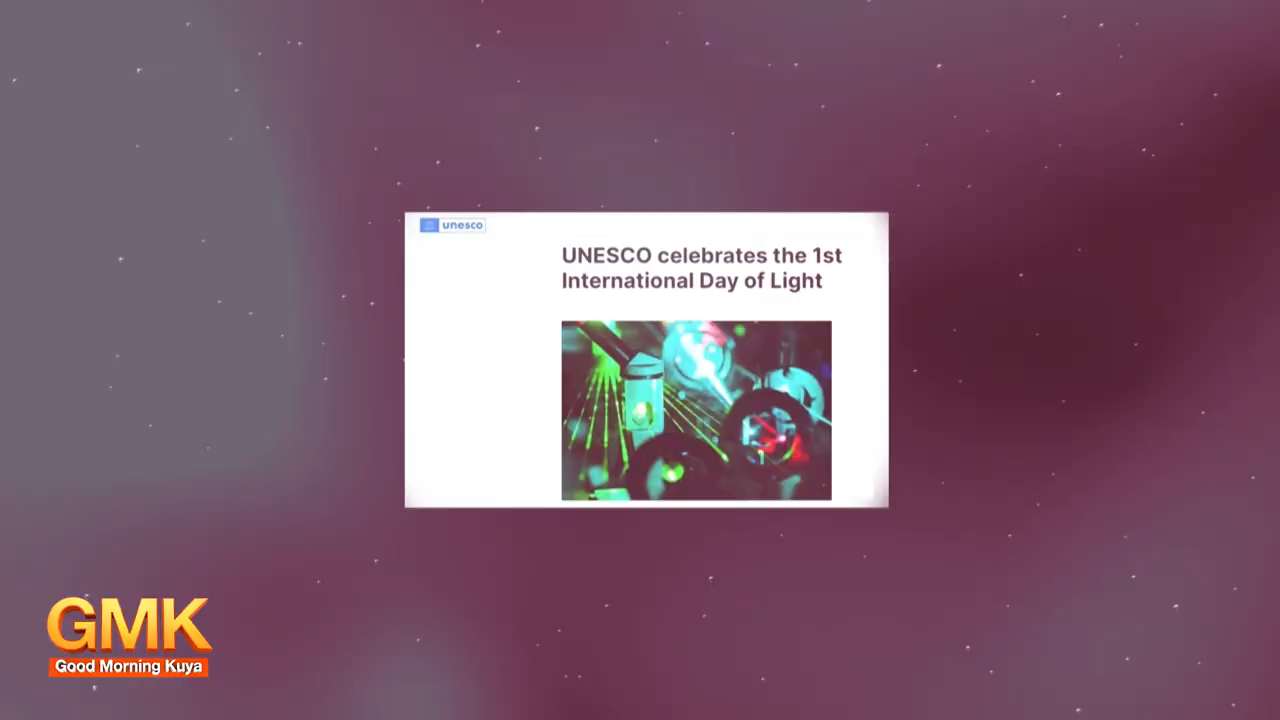 unesco
UNESCO celebrates the 1st
International Day of Light
GMK
Good Morning Kuya